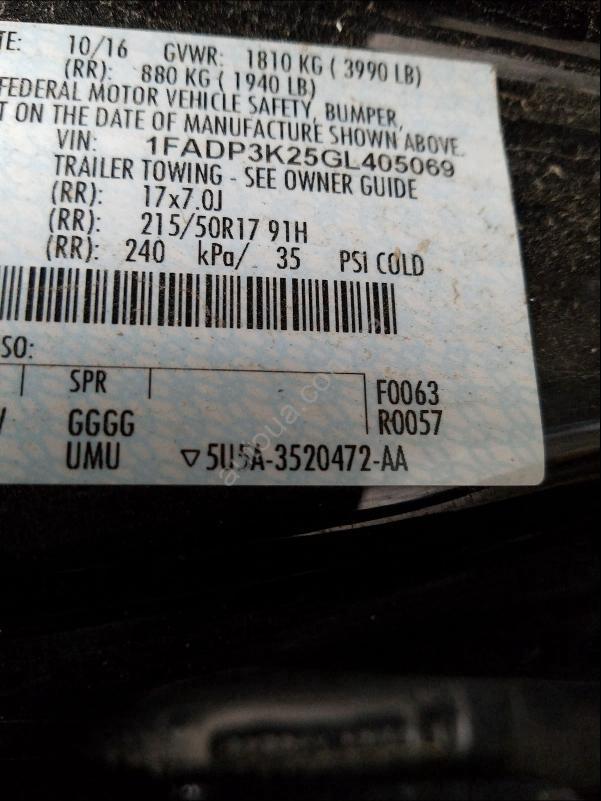 TE: 10/16 GVWR: 1810 KG ( 3990 LB)
(RR): 880 KG ( 1940 LB)
FEDERAL MOTOR VEHICLE SAFETY, BUMPER,
T ON THE DATE OF MANUFACTURE SHOWN ABOVE.
VIN: 1FADP3K25GL405069
TRAILER TOWING - SEE OWNER GUIDE
(RR): 17x7.0J
(RR): 215/50R17 91H
(RR): 240 kPa/ 35 PSI COLD
SO:
SPR F0063
GGGG R0057
UMU ▽5U5A-3520472-AA